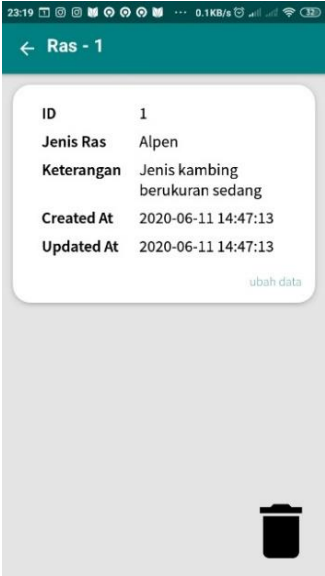 23:19 ... 0.1KB/s 32
Ras - 1
ID 1
Jenis Ras Alpen
Keterangan Jenis kambing
berukuran sedang
Created At 2020-06-11 14:47:13
Updated At 2020-06-11 14:47:13
ubah data